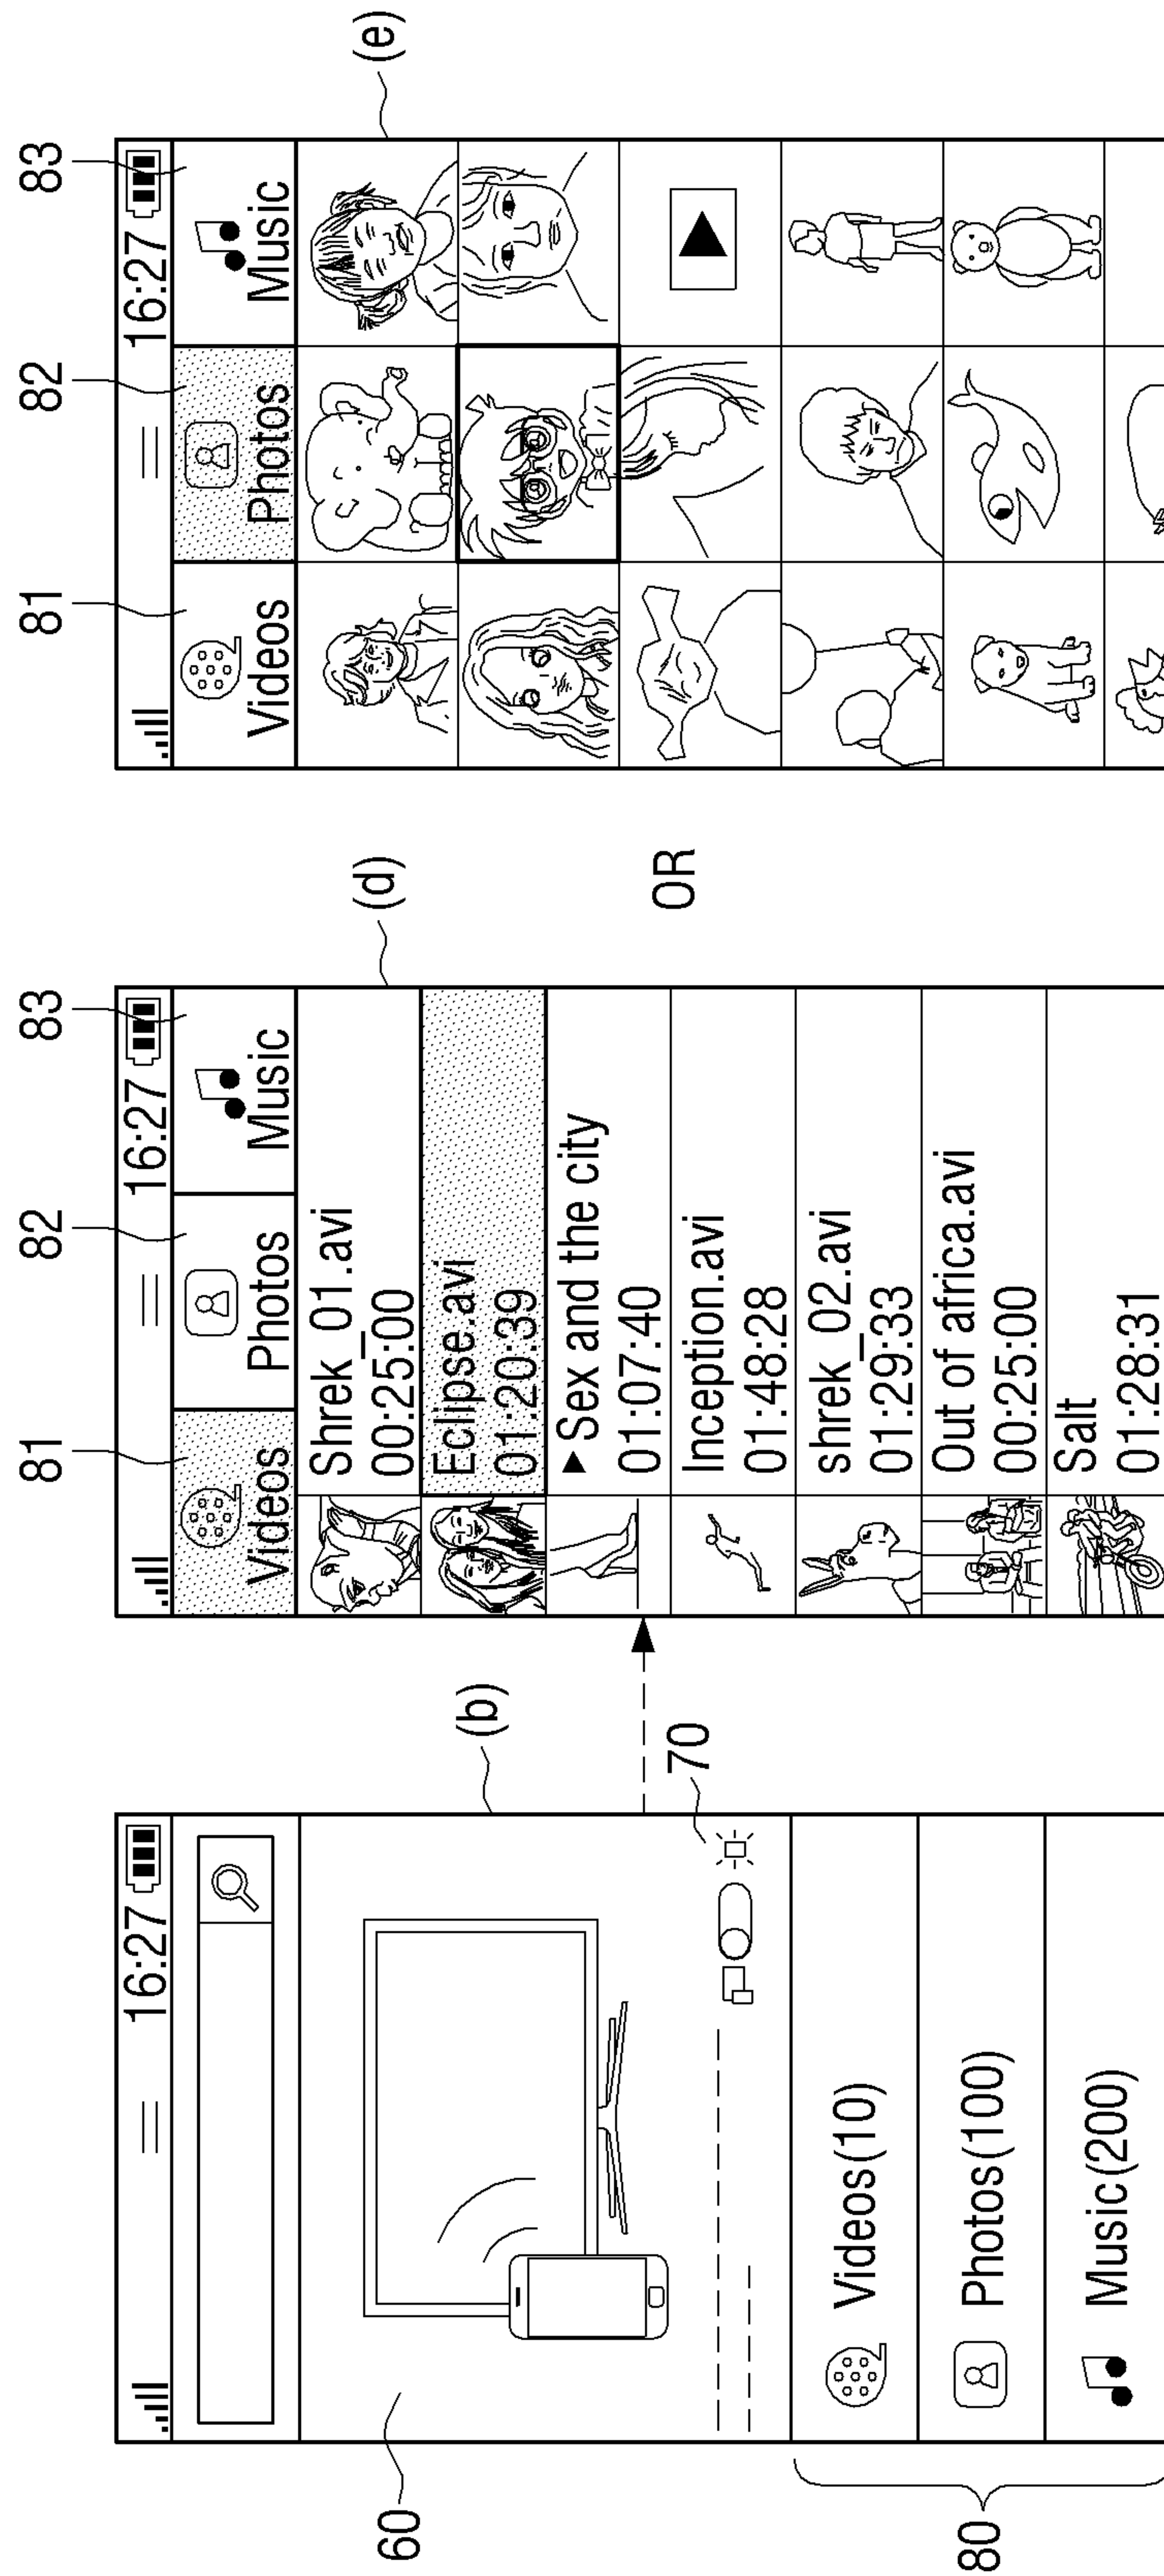 16:27
60
70
(b)
Videos(10)
Photos(100)
Music(200)
80
81
82
83
16:27
Videos
Photos
Music
(d)
Shrek_01.avi
00:25:00
Eclipse.avi
01:20:39
▶Sex and the city
01:07:40
Inception.avi
01:48:28
shrek_02.avi
01:29:33
Out of africa.avi
00:25:00
Salt
01:28:31
OR
81
82
83
16:27
Videos
Photos
Music
(e)